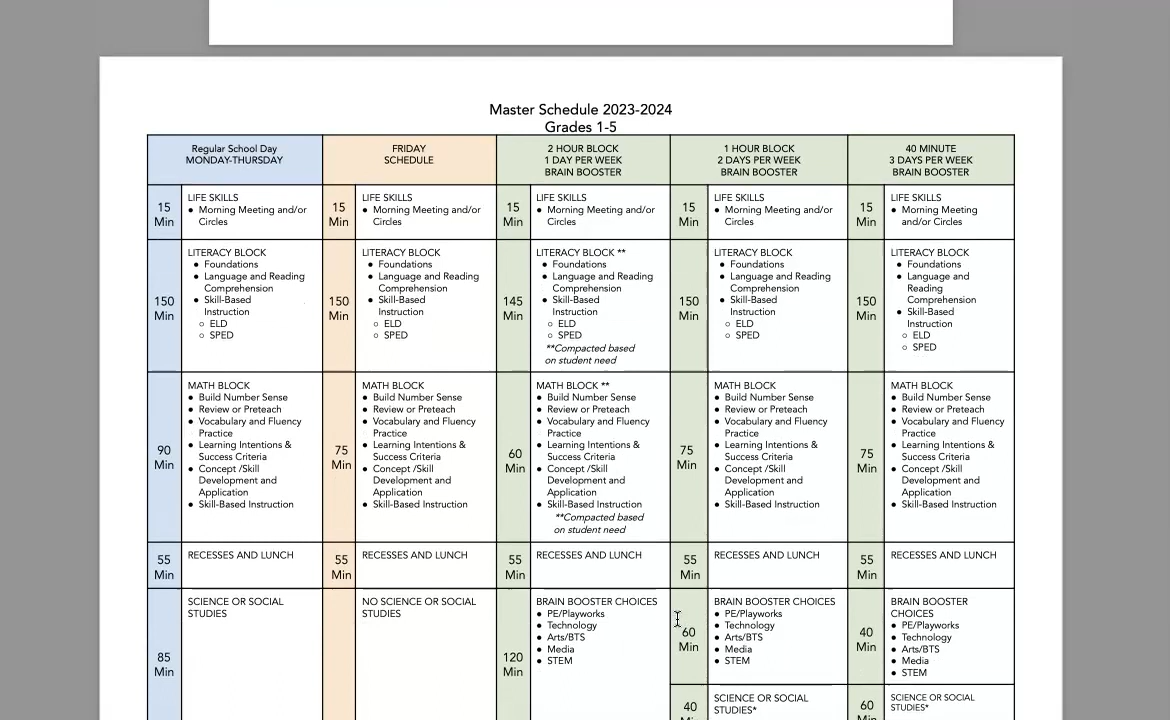 Master Schedule 2023-2024
Grades 1-5
Regular School Day
MONDAY-THURSDAY
FRIDAY
SCHEDULE
2 HOUR BLOCK
1 DAY PER WEEK
BRAIN BOOSTER
1 HOUR BLOCK
2 DAYS PER WEEK
BRAIN BOOSTER
40 MINUTE
3 DAYS PER WEEK
BRAIN BOOSTER
15
Min
LIFE SKILLS
● Morning Meeting and/or
Circles
15
Min
LIFE SKILLS
● Morning Meeting and/or
Circles
15
Min
LIFE SKILLS
● Morning Meeting and/or
Circles
15
Min
LIFE SKILLS
● Morning Meeting and/or
Circles
15
Min
LIFE SKILLS
● Morning Meeting
and/or Circles
150
Min
LITERACY BLOCK
● Foundations
● Language and Reading
Comprehension
● Skill-Based
Instruction
○ ELD
○ SPED
150
Min
LITERACY BLOCK
● Foundations
● Language and Reading
Comprehension
● Skill-Based
Instruction
○ ELD
○ SPED
145
Min
LITERACY BLOCK **
● Foundations
● Language and Reading
Comprehension
● Skill-Based
Instruction
○ ELD
○ SPED
**Compacted based
on student need
150
Min
LITERACY BLOCK
● Foundations
● Language and Reading
Comprehension
● Skill-Based
Instruction
○ ELD
○ SPED
150
Min
LITERACY BLOCK
● Foundations
● Language and
Reading
Comprehension
● Skill-Based
Instruction
○ ELD
○ SPED
90
Min
MATH BLOCK
● Build Number Sense
● Review or Preteach
● Vocabulary and Fluency
Practice
● Learning Intentions &
Success Criteria
● Concept /Skill
Development and
Application
● Skill-Based Instruction
75
Min
MATH BLOCK
● Build Number Sense
● Review or Preteach
● Vocabulary and Fluency
Practice
● Learning Intentions &
Success Criteria
● Concept /Skill
Development and
Application
● Skill-Based Instruction
60
Min
MATH BLOCK **
● Build Number Sense
● Review or Preteach
● Vocabulary and Fluency
Practice
● Learning Intentions &
Success Criteria
● Concept /Skill
Development and
Application
● Skill-Based Instruction
**Compacted based
on student need
75
Min
MATH BLOCK
● Build Number Sense
● Review or Preteach
● Vocabulary and Fluency
Practice
● Learning Intentions &
Success Criteria
● Concept /Skill
Development and
Application
● Skill-Based Instruction
75
Min
MATH BLOCK
● Build Number Sense
● Review or Preteach
● Vocabulary and Fluency
Practice
● Learning Intentions &
Success Criteria
● Concept /Skill
Development and
Application
● Skill-Based Instruction
55
Min
RECESSES AND LUNCH
55
Min
RECESSES AND LUNCH
55
Min
RECESSES AND LUNCH
55
Min
RECESSES AND LUNCH
55
Min
RECESSES AND LUNCH
85
Min
SCIENCE OR SOCIAL
STUDIES
NO SCIENCE OR SOCIAL
STUDIES
120
Min
BRAIN BOOSTER CHOICES
● PE/Playworks
● Technology
● Arts/BTS
● Media
● STEM
60
Min
BRAIN BOOSTER CHOICES
● PE/Playworks
● Technology
● Arts/BTS
● Media
● STEM
40
Min
BRAIN BOOSTER
CHOICES
● PE/Playworks
● Technology
● Arts/BTS
● Media
● STEM
40
Min
SCIENCE OR SOCIAL
STUDIES*
60
Min
SCIENCE OR SOCIAL
STUDIES*